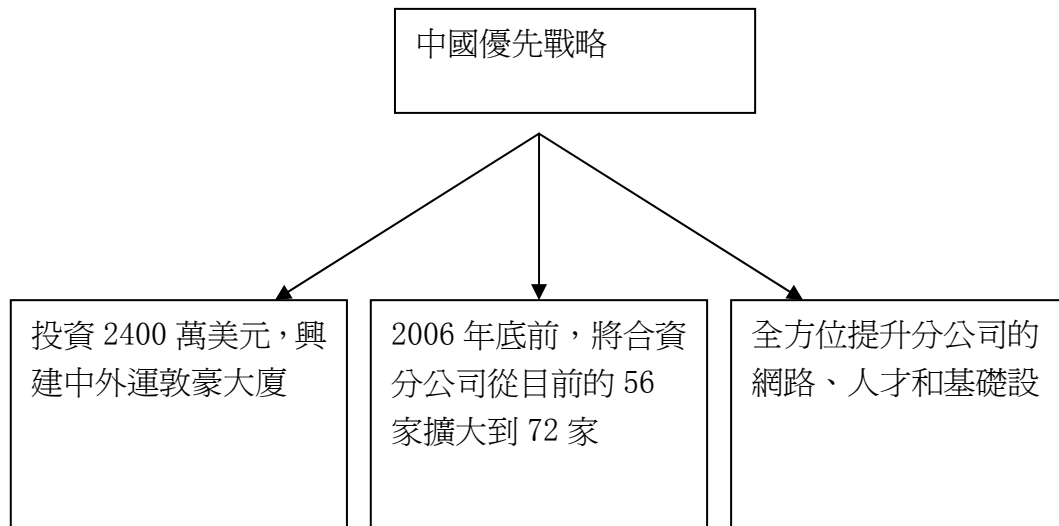 中國優先戰略
投資 2400 萬美元，興
建中外運敦豪大廈
2006 年底前，將合資
分公司從目前的 56
家擴大到 72 家
全方位提升分公司的
網路、人才和基礎設